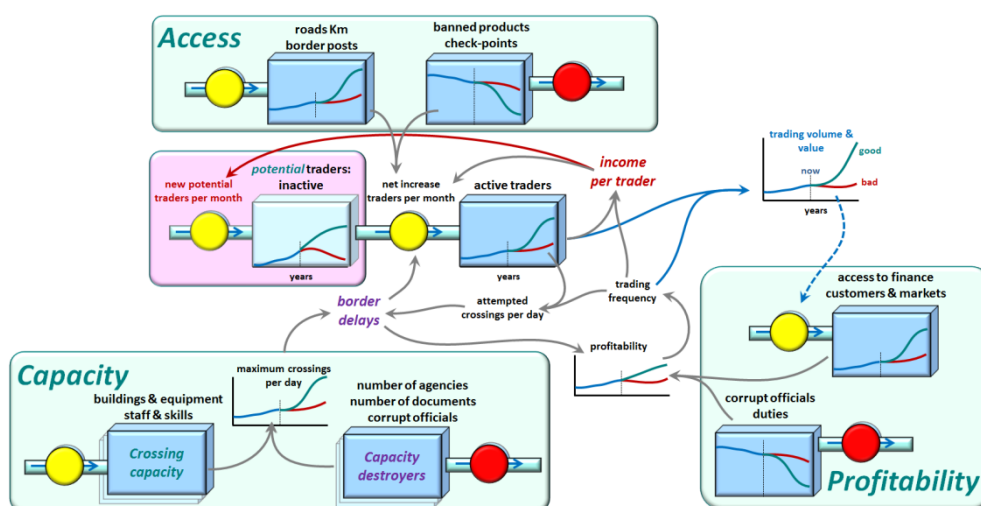 Access
roads Km
border posts
banned products
check-points
new potential
traders per month
potential traders:
inactive
years
net increase
traders per month
active traders
years
income
per trader
trading volume &
value
now
good
bad
years
border
delays
attempted
crossings per day
trading
frequency
profitability
access to finance
customers & markets
corrupt officials
duties
Profitability
Capacity
maximum crossings
per day
buildings & equipment
staff & skills
Crossing
capacity
number of agencies
number of documents
corrupt officials
Capacity
destroyers